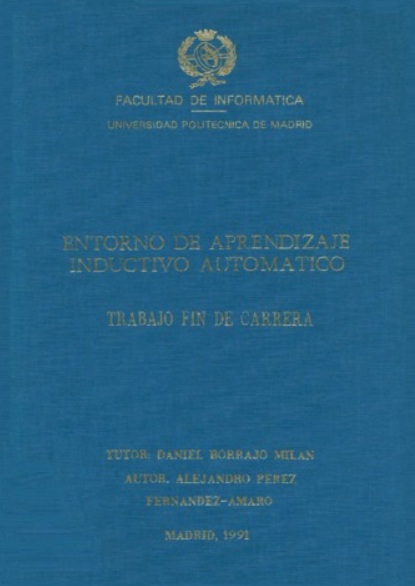 FACULTAD DE INFORMATICA
UNIVERSIDAD POLITECNICA DE MADRID
ENTORNO DE APRENDIZAJE
INDUCTIVO AUTOMATICO
TRABAJO FIN DE CARRERA
TUTOR: DANIEL BORRAJO MILAN
AUTOR. ALEJANDRO PEREZ
FERNANDEZ-AMARO
MADRID, 1991